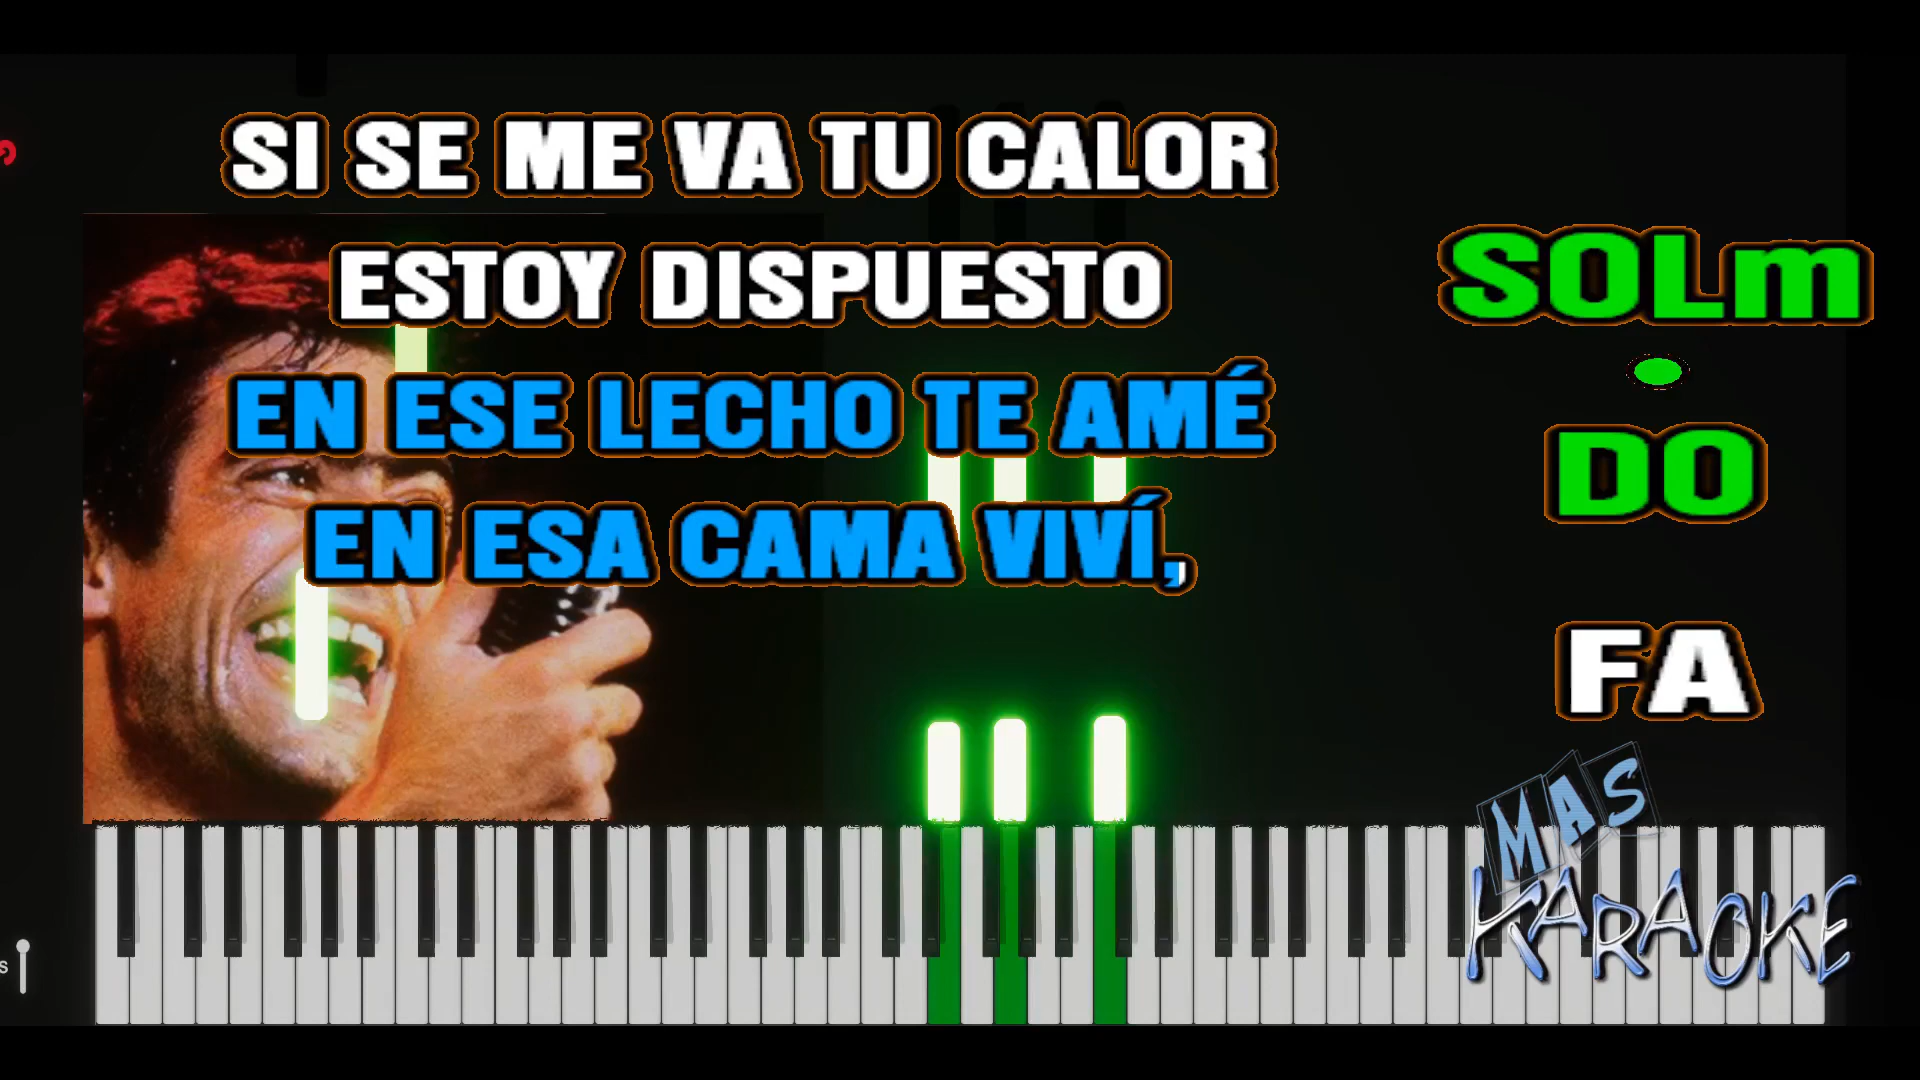 SI SE ME VA TU CALOR
ESTOY DISPUESTO
EN ESE LECHO TE AMÉ
EN ESA CAMA VIVÍ,
SOLm
DO
FA
MAS
KARAOKE